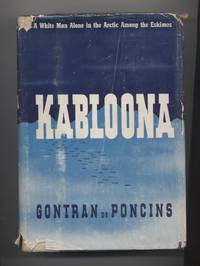 A White Man Alone in the Arctic Among the Eskimos
KABLOONA
GONTRAN DE PONCINS